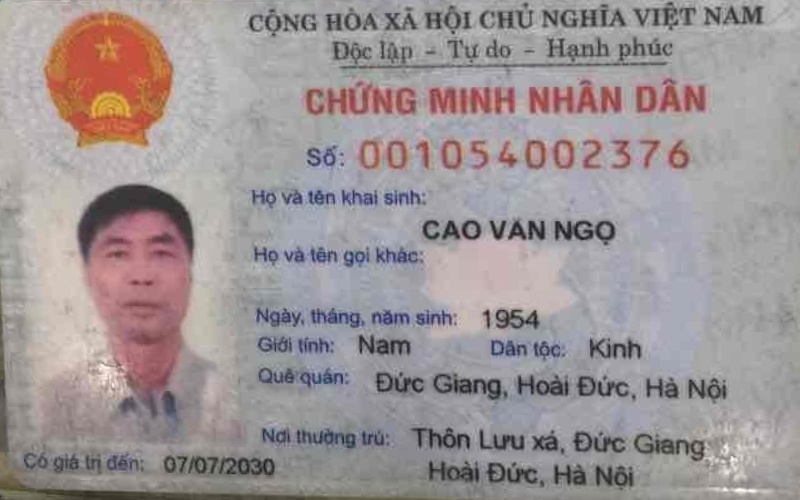 CỘNG HÒA XÃ HỘI CHỦ NGHĨA VIỆT NAM
Độc lập - Tự do - Hạnh phúc
CHỨNG MINH NHÂN DÂN
Số: 001054002376
Họ và tên khai sinh:
CAO VĂN NGỌ
Họ và tên gọi khác:
Ngày, tháng, năm sinh: 1954
Giới tính: Nam Dân tộc: Kinh
Quê quán: Đức Giang, Hoài Đức, Hà Nội
Nơi thường trú: Thôn Lưu xá, Đức Giang
Hoài Đức, Hà Nội
Có giá trị đến: 07/07/2030